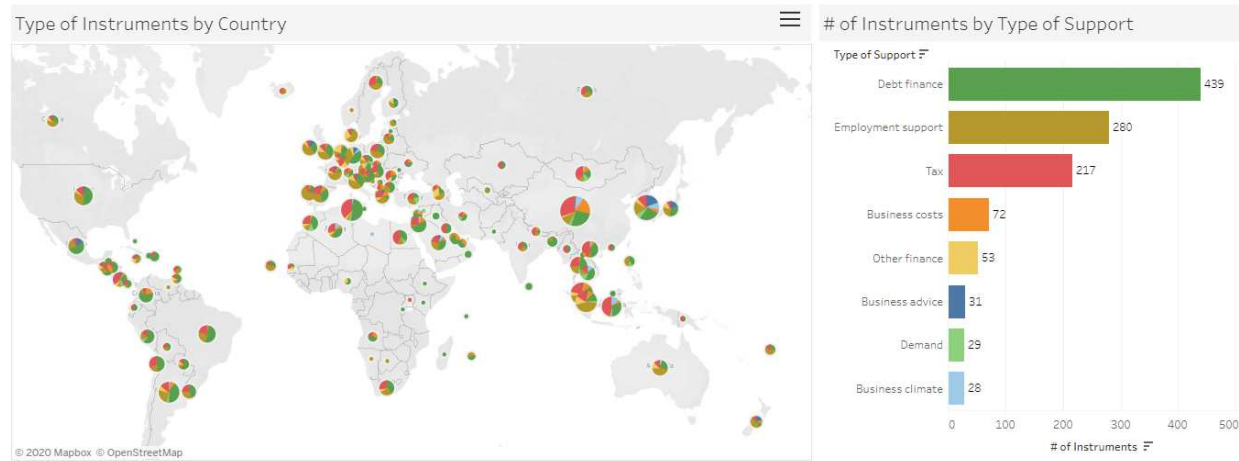 Type of Instruments by Country
© 2020 Mapbox © OpenStreetMap
# of Instruments by Type of Support
Type of Support
Debt finance 439
Employment support 280
Tax 217
Business costs 72
Other finance 53
Business advice 31
Demand 29
Business climate 28
0 100 200 300 400 500
# of Instruments